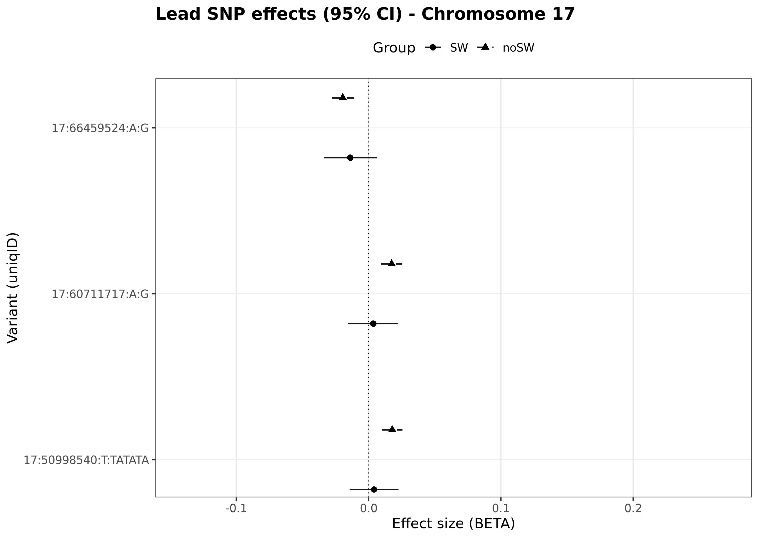 Lead SNP effects (95% CI) - Chromosome 17
Group SW noSW
17:66459524:A:G
17:60711717:A:G
17:50998540:T:TATATA
Variant (uniqID)
-0.1 0.0 0.1 0.2
Effect size (BETA)